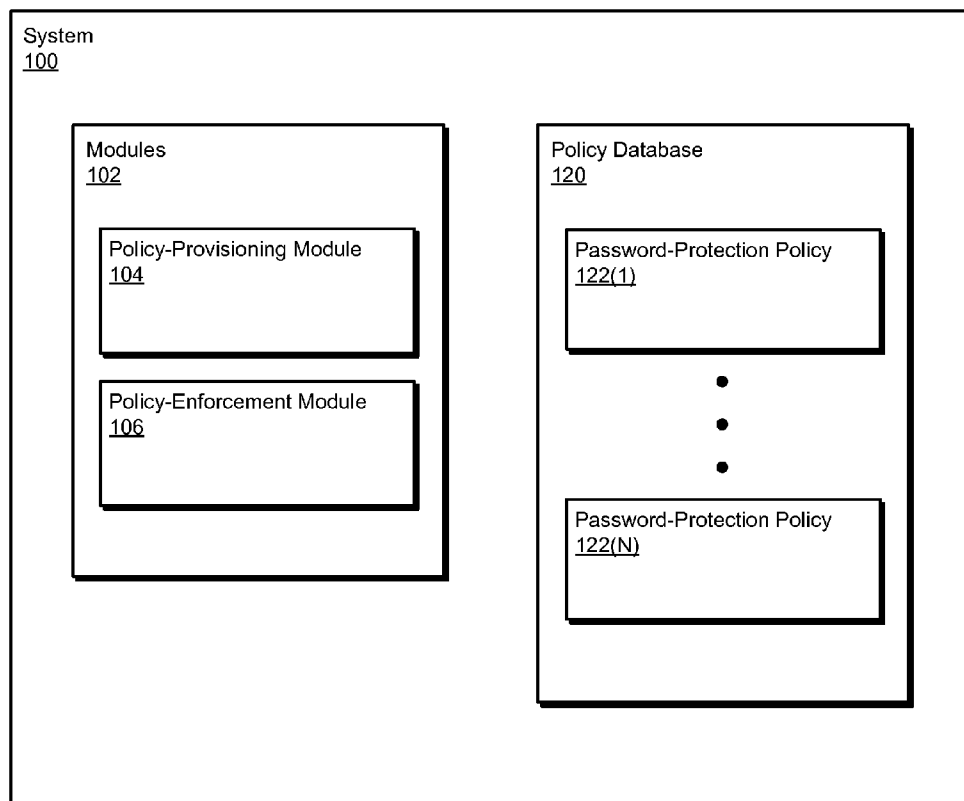 System
100
Modules
102
Policy-Provisioning Module
104
Policy-Enforcement Module
106
Policy Database
120
Password-Protection Policy
122(1)
Password-Protection Policy
122(N)